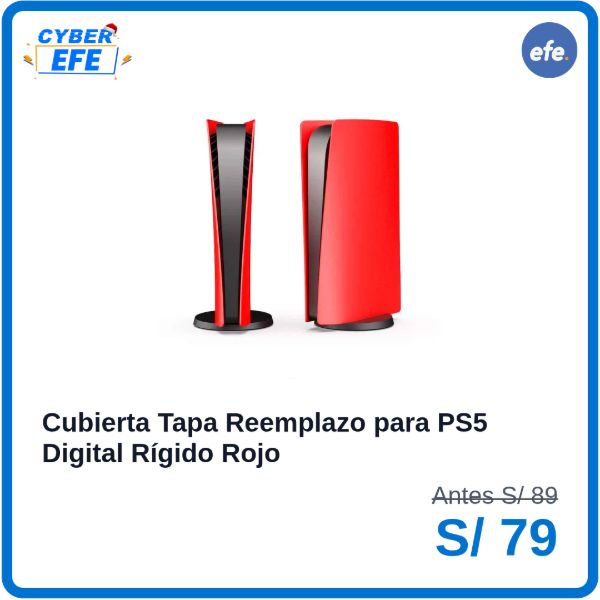 CYBER
EFE
efe.
Cubierta Tapa Reemplazo para PS5
Digital Rígido Rojo
Antes S/ 89
S/ 79